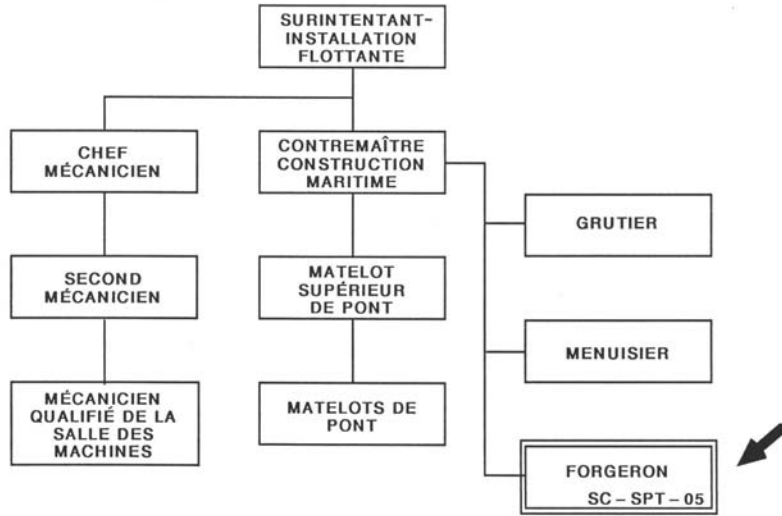 SURINTENTANT-
INSTALLATION
FLOTTANTE
CHEF
MÉCANICIEN
CONTREMAÎTRE
CONSTRUCTION
MARITIME
GRUTIER
SECOND
MÉCANICIEN
MATELOT
SUPÉRIEUR
DE PONT
MENUISIER
MÉCANICIEN
QUALIFIÉ DE LA
SALLE DES
MACHINES
MATELOTS DE
PONT
FORGERON
SC – SPT – 05